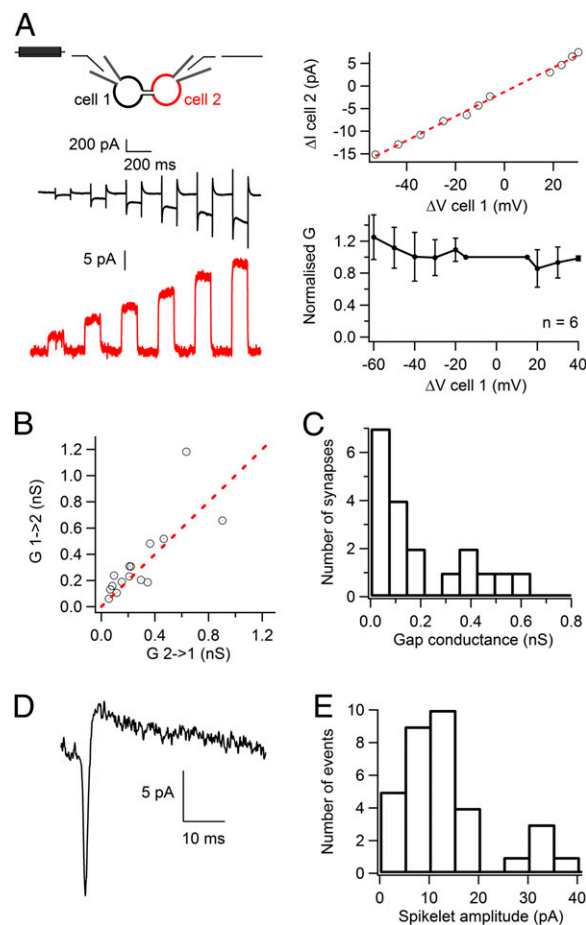 A
cell 1
cell 2
200 pA
200 ms
5 pA
ΔI cell 2 (pA)
5
0
-5
-10
-15
-40
-20
0
20
ΔV cell 1 (mV)
Normalised G
1.2
0.8
0.4
0.0
n = 6
-60
-40
-20
0
20
40
ΔV cell 1 (mV)
B
G 1->2 (nS)
1.2
1.0
0.8
0.6
0.4
0.2
0.0
0.0
0.4
0.8
1.2
G 2->1 (nS)
C
Number of synapses
6
4
2
0
0.0
0.2
0.4
0.6
0.8
Gap conductance (nS)
D
5 pA
10 ms
E
Number of events
10
8
6
4
2
0
0
10
20
30
40
Spikelet amplitude (pA)